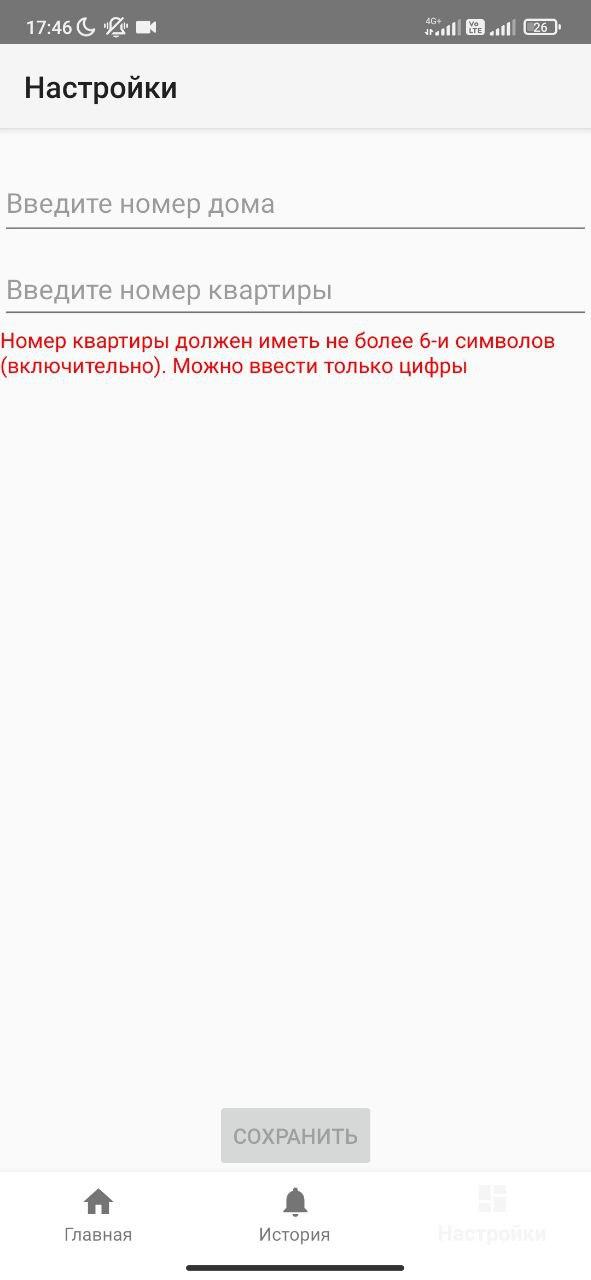 17:46 4G+ Vo LTE 26
Настройки
Введите номер дома
Введите номер квартиры
Номер квартиры должен иметь не более 6-и символов
(включительно). Можно ввести только цифры
СОХРАНИТЬ
Главная История Настройки